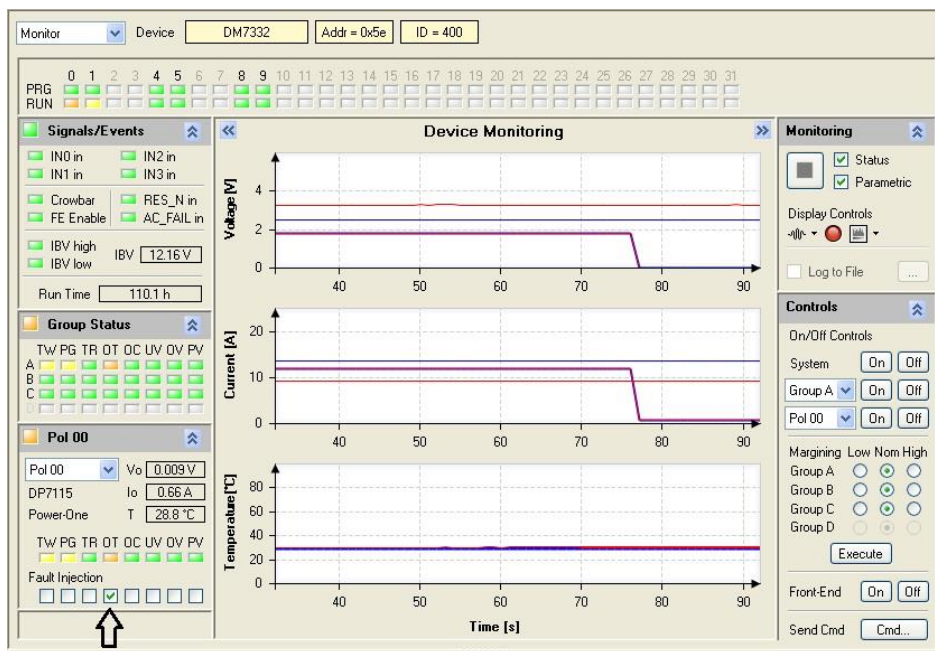 Monitor Device DM7332 Addr = 0x5e ID = 400
0 1 2 3 4 5 6 7 8 9 10 11 12 13 14 15 16 17 18 19 20 21 22 23 24 25 26 27 28 29 30 31
PRG
RUN
Signals/Events
IN0 in IN2 in
IN1 in IN3 in
Crowbar RES_N in
FE Enable AC_FAIL in
IBV high
IBV low
IBV 12.16 V
Run Time 110.1 h
Group Status
TW PG TR OT OC UV OV PV
A
B
C
D
Pol 00
Pol 00 Vo 0.009 V
DP7115 Io 0.66 A
Power-One T 28.8 °C
TW PG TR OT OC UV OV PV
Fault Injection
Device Monitoring
Voltage [V]
4
2
0
40 50 60 70 80 90
Current [A]
20
10
0
40 50 60 70 80 90
Temperature[°C]
80
60
40
20
0
40 50 60 70 80 90
Time [s]
Monitoring
Status
Parametric
Display Controls
Log to File ...
Controls
On/Off Controls
System On Off
Group A On Off
Pol 00 On Off
Margining Low Nom High
Group A
Group B
Group C
Group D
Execute
Front-End On Off
Send Cmd Cmd...